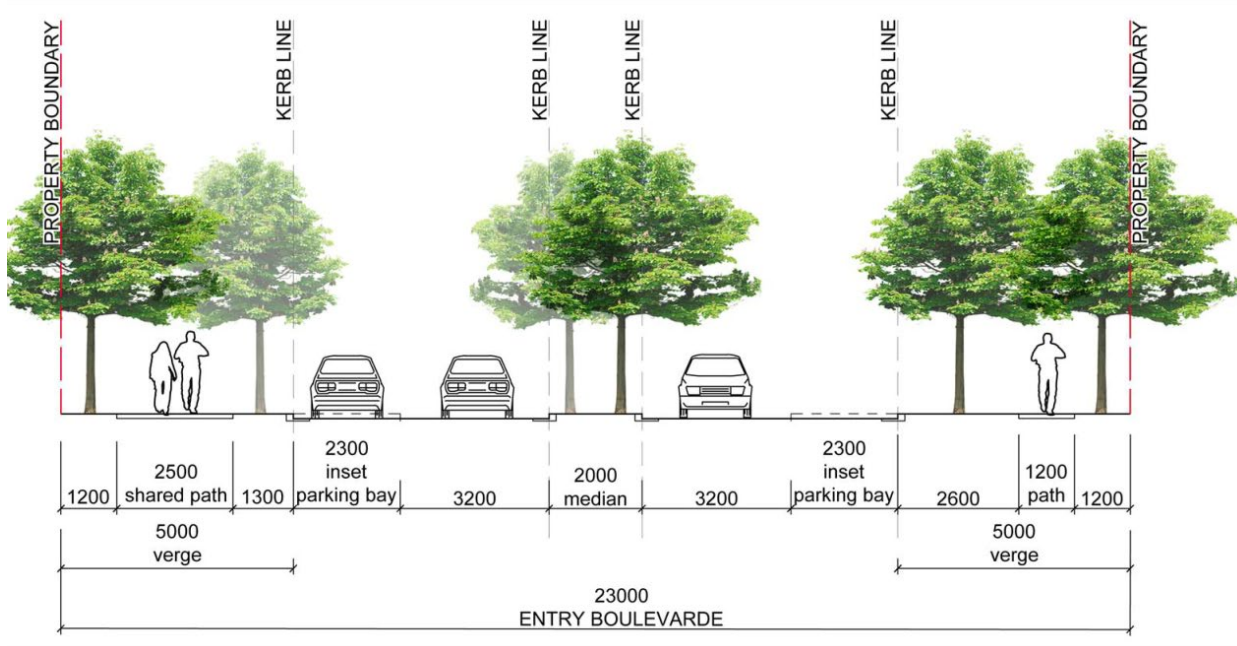 PROPERTY BOUNDARY
KERB LINE
KERB LINE
KERB LINE
KERB LINE
PROPERTY BOUNDARY
1200
2500
shared path
1300
2300
inset
parking bay
3200
2000
median
3200
2300
inset
parking bay
2600
1200
path
1200
5000
verge
5000
verge
23000
ENTRY BOULEVARDE